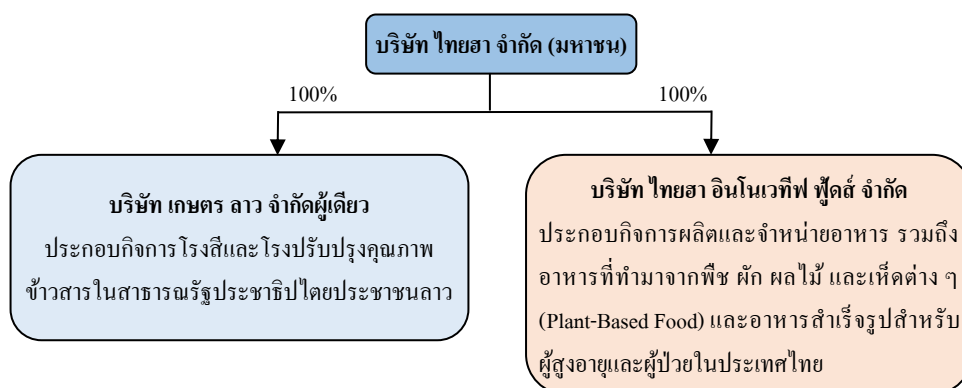 บริษัท ไทยฮา จำกัด (มหาชน)
100%
100%
บริษัท เกษตร ลาว จำกัดผู้เดียว
ประกอบกิจการโรงสีและโรงปรับปรุงคุณภาพ
ข้าวสารในสาธารณรัฐประชาธิปไตยประชาชนลาว
บริษัท ไทยฮา อินโนเวทีฟ ฟู้ดส์ จำกัด
ประกอบกิจการผลิตและจำหน่ายอาหาร รวมถึง
อาหารที่ทำมาจากพืช ผัก ผลไม้ และเห็ดต่าง ๆ
(Plant-Based Food) และอาหารสำเร็จรูปสำหรับ
ผู้สูงอายุและผู้ป่วยในประเทศไทย